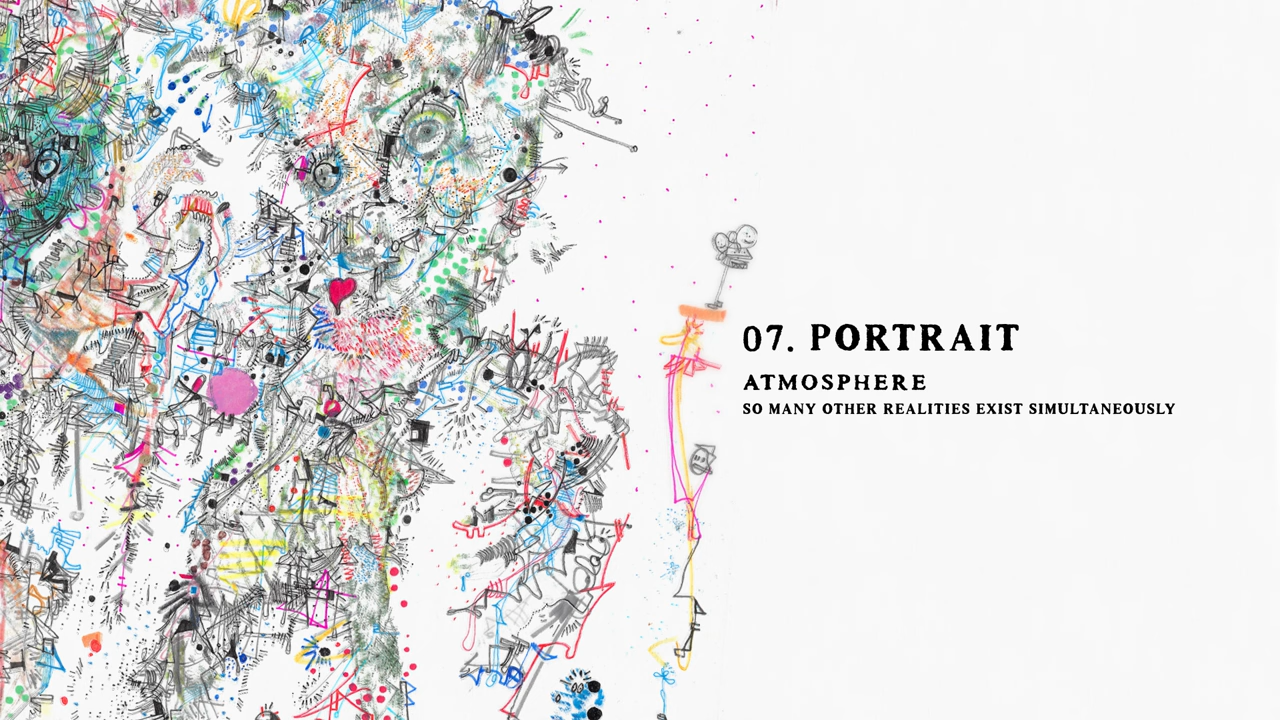 07. PORTRAIT
ATMOSPHERE
SO MANY OTHER REALITIES EXIST SIMULTANEOUSLY